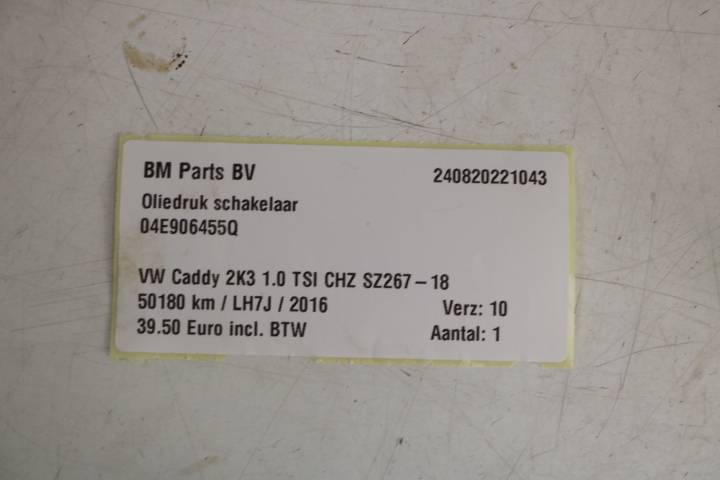 BM Parts BV 240820221043
Oliedruk schakelaar
04E906455Q
VW Caddy 2K3 1.0 TSI CHZ SZ267-18
50180 km / LH7J / 2016 Verz: 10
39.50 Euro incl. BTW Aantal: 1